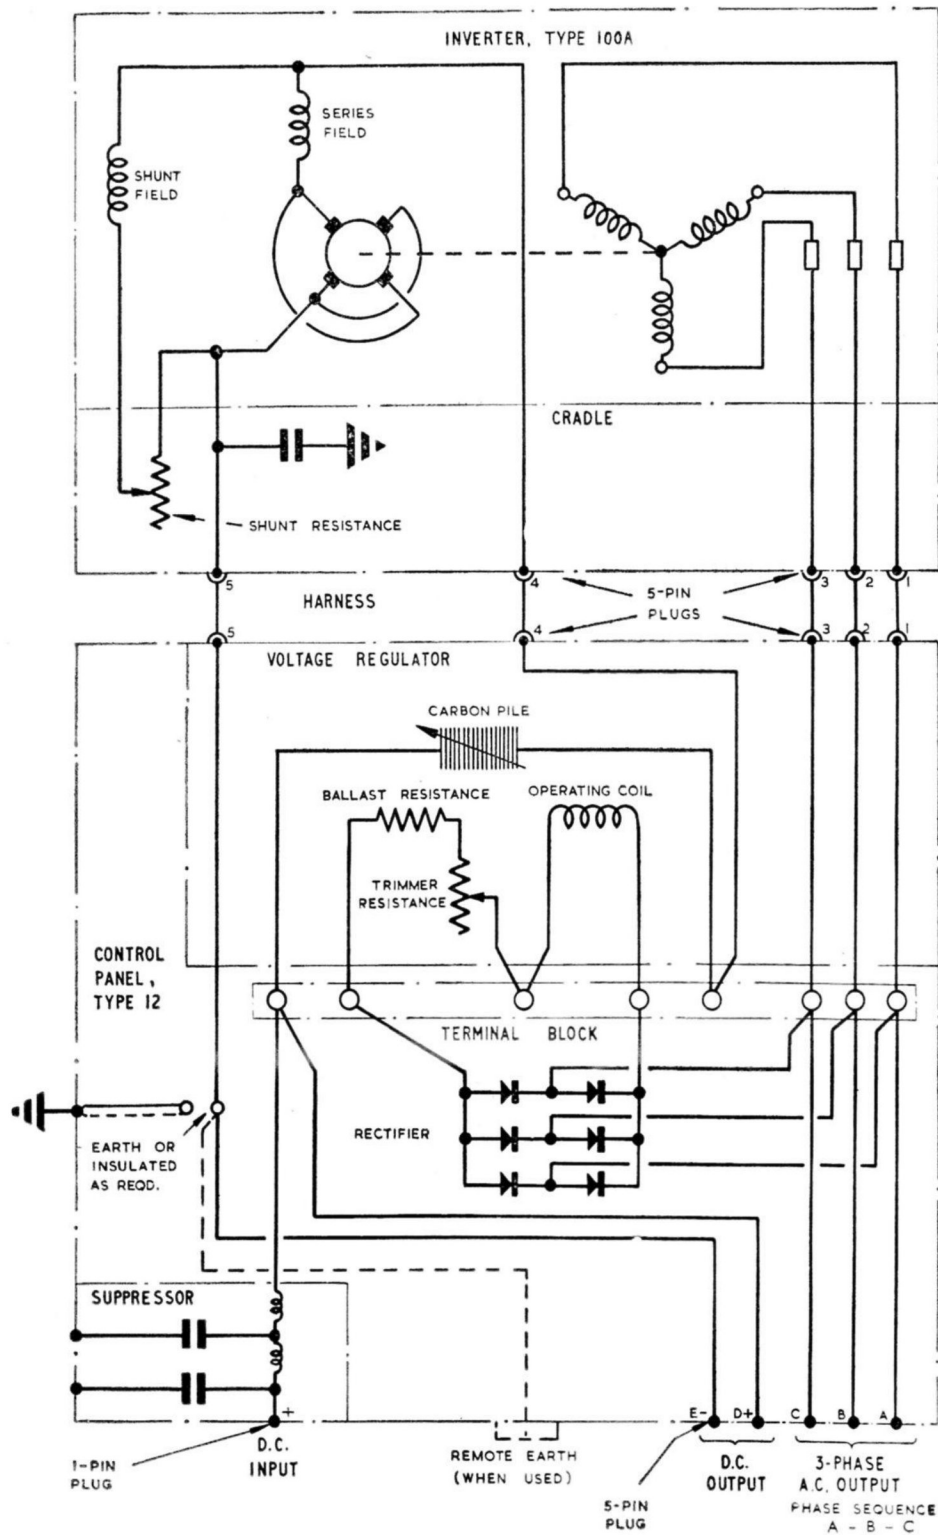 INVERTER, TYPE 100A
SERIES
FIELD
SHUNT
FIELD
CRADLE
SHUNT RESISTANCE
5
4
3
2
1
HARNESS
5-PIN
PLUGS
5
4
3
2
1
VOLTAGE REGULATOR
CARBON PILE
BALLAST RESISTANCE
OPERATING COIL
TRIMMER
RESISTANCE
CONTROL
PANEL,
TYPE 12
TERMINAL BLOCK
RECTIFIER
EARTH OR
INSULATED
AS REQD.
SUPPRESSOR
+
E-
D+
C
B
A
1-PIN
PLUG
D.C.
INPUT
REMOTE EARTH
(WHEN USED)
5-PIN
PLUG
D.C.
OUTPUT
3-PHASE
A.C. OUTPUT
PHASE SEQUENCE
A - B - C